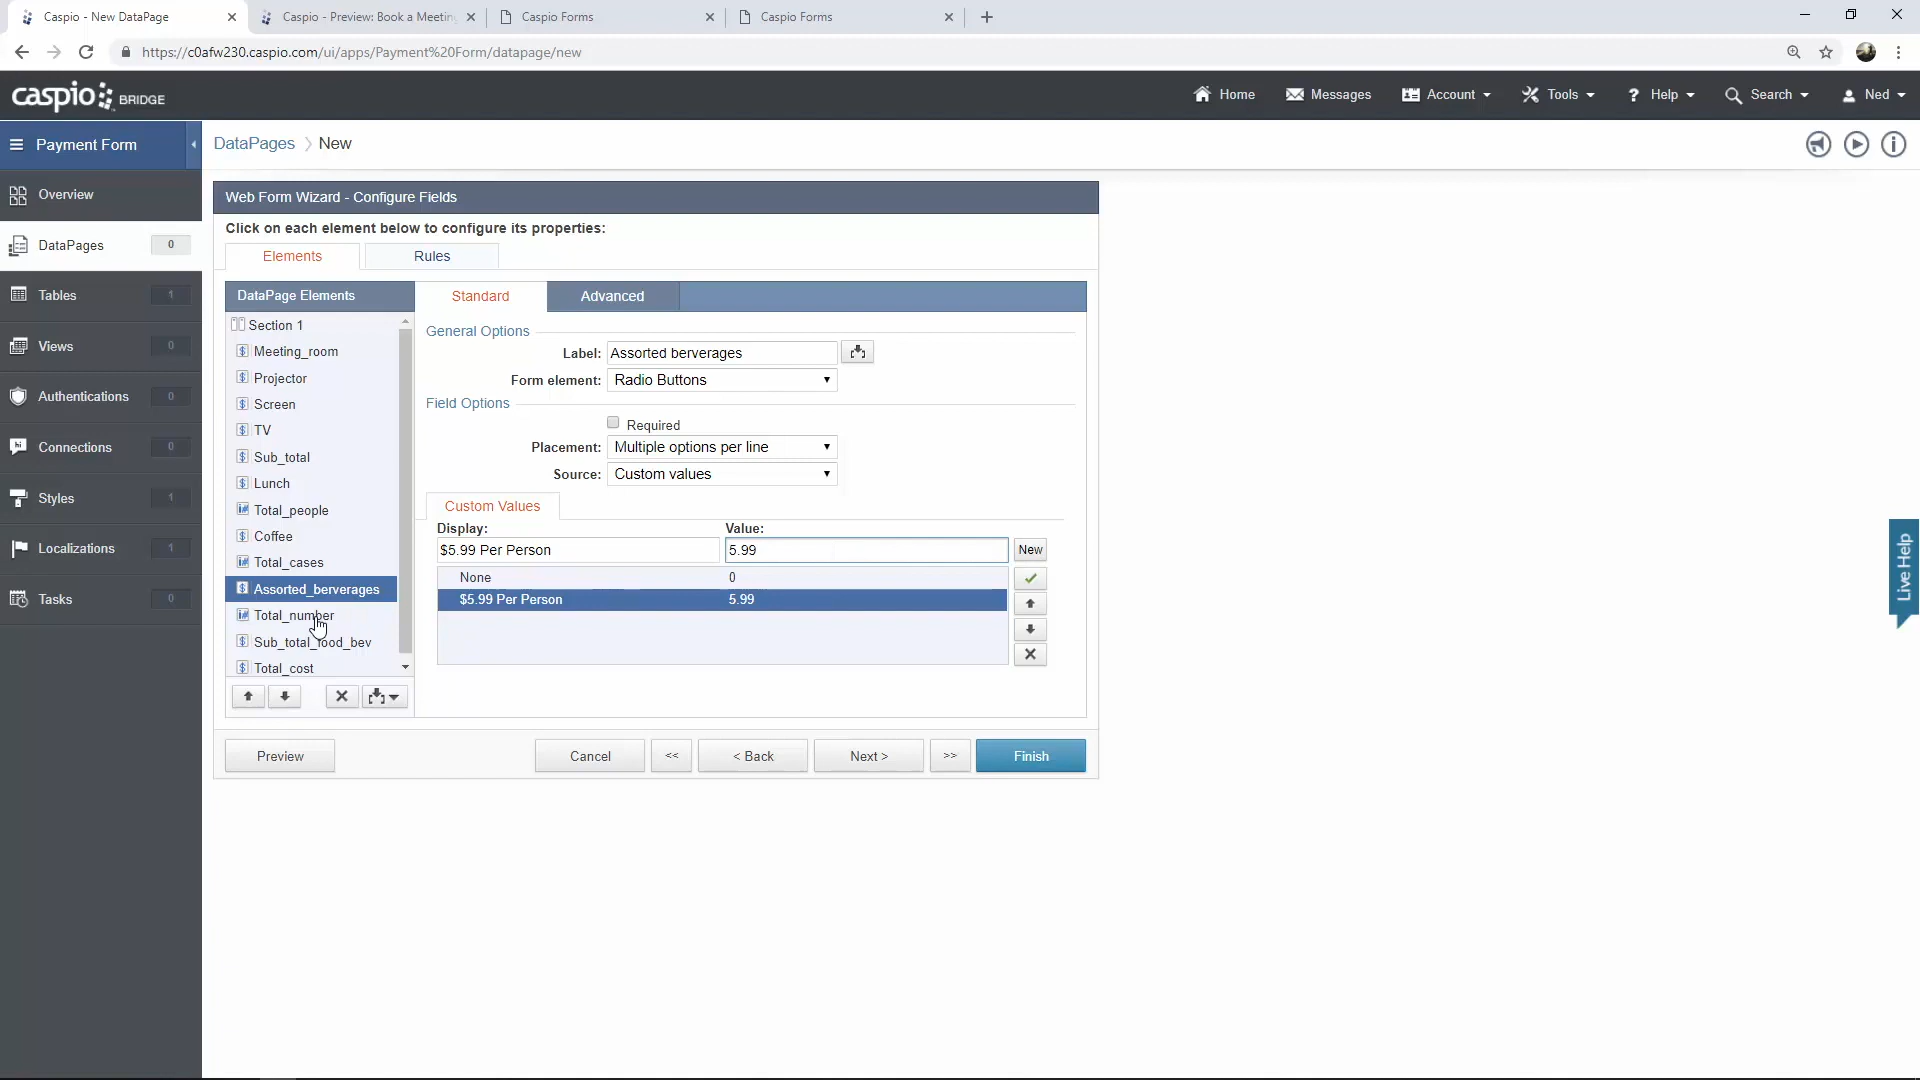 Caspio - New DataPage
Caspio - Preview: Book a Meeting
Caspio Forms
Caspio Forms
https://c0afw230.caspio.com/ui/apps/Payment%20Form/datapage/new
caspio BRIDGE
Home
Messages
Account
Tools
? Help
Search
Ned
Payment Form
DataPages > New
Overview
DataPages 0
Tables 1
Views 0
Authentications 0
Connections 0
Styles 1
Localizations 1
Tasks 0
Web Form Wizard - Configure Fields
Click on each element below to configure its properties:
Elements
Rules
DataPage Elements
Section 1
Meeting_room
Projector
Screen
TV
Sub_total
Lunch
Total_people
Coffee
Total_cases
Assorted_berverages
Total_number
Sub_total_food_bev
Total_cost
Standard
Advanced
General Options
Label: Assorted berverages
Form element: Radio Buttons
Field Options
Required
Placement: Multiple options per line
Source: Custom values
Custom Values
Display: Value:
$5.99 Per Person 5.99 New
None 0
$5.99 Per Person 5.99
Preview
Cancel
<<
< Back
Next >
>>
Finish
Live Help